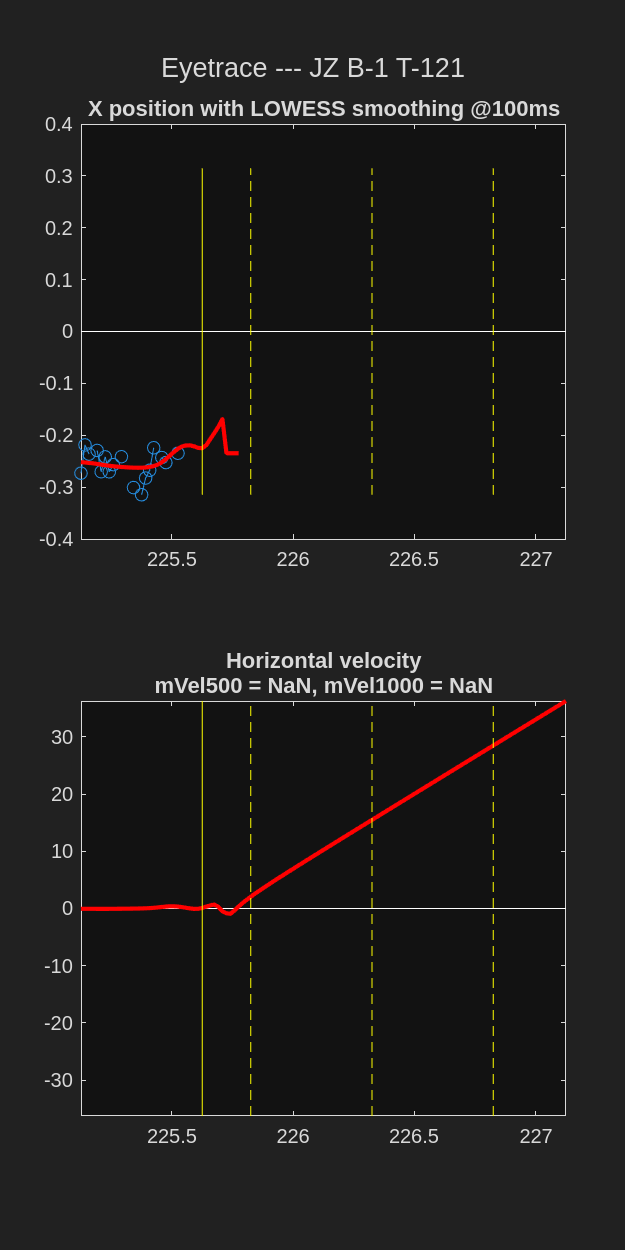 Eyetrace --- JZ B-1 T-121
X position with LOWESS smoothing @100ms
0.4
0.3
0.2
0.1
0
-0.1
-0.2
-0.3
-0.4
225.5 226 226.5 227
Horizontal velocity
mVel500 = NaN, mVel1000 = NaN
30
20
10
0
-10
-20
-30
225.5 226 226.5 227